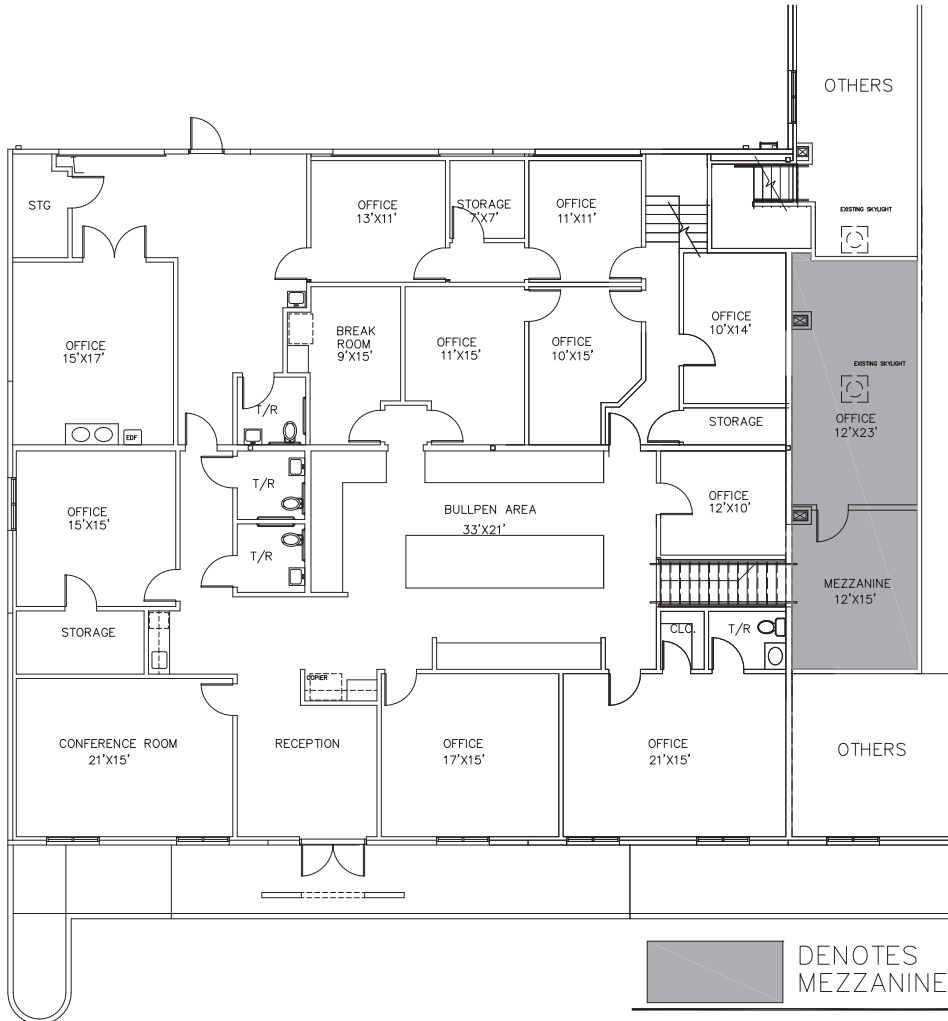 OTHERS
STG
OFFICE
13'X11'
STORAGE
7'X7'
OFFICE
11'X11'
EXISTING SKYLIGHT
OFFICE
15'X17'
BREAK
ROOM
9'X15'
OFFICE
11'X15'
OFFICE
10'X15'
OFFICE
10'X14'
EXISTING SKYLIGHT
OFFICE
12'X23'
T/R
EDF
STORAGE
OFFICE
15'X15'
T/R
T/R
BULLPEN AREA
33'X21'
OFFICE
12'X10'
MEZZANINE
12'X15'
STORAGE
CLO.
T/R
COPIER
CONFERENCE ROOM
21'X15'
RECEPTION
OFFICE
17'X15'
OFFICE
21'X15'
OTHERS
DENOTES
MEZZANINE